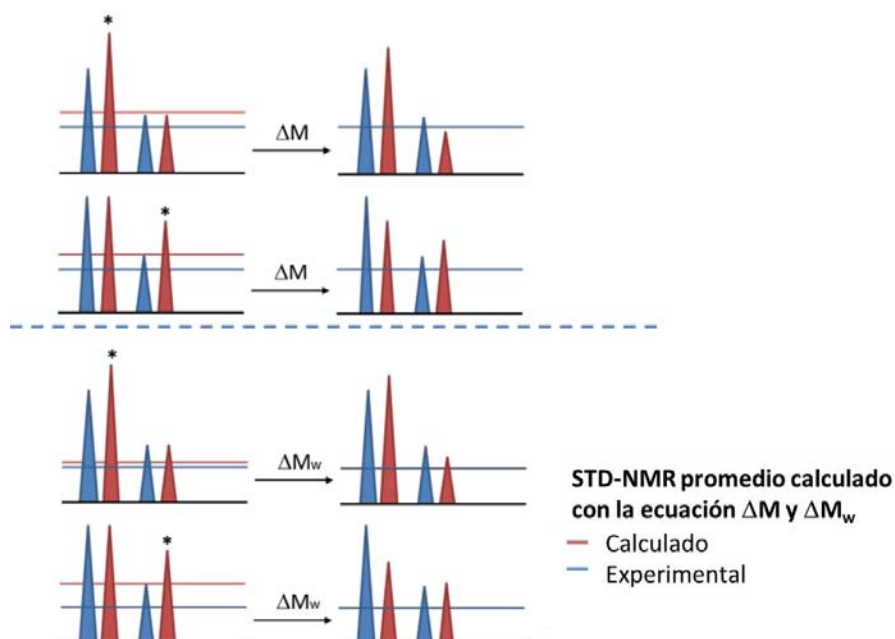 *
ΔM
*
ΔM
*
ΔMw
*
ΔMw
STD-NMR promedio calculado
con la ecuación ΔM y ΔMw
Calculado
Experimental